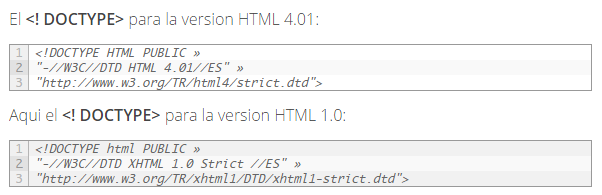 El <! DOCTYPE> para la version HTML 4.01:
1 <!DOCTYPE HTML PUBLIC »
2 "-//W3C//DTD HTML 4.01//ES" »
3 "http://www.w3.org/TR/html4/strict.dtd">
Aqui el <! DOCTYPE> para la version HTML 1.0:
1 <!DOCTYPE html PUBLIC »
2 "-//W3C//DTD XHTML 1.0 Strict //ES" »
3 "http://www.w3.org/TR/xhtml1/DTD/xhtml1-strict.dtd">